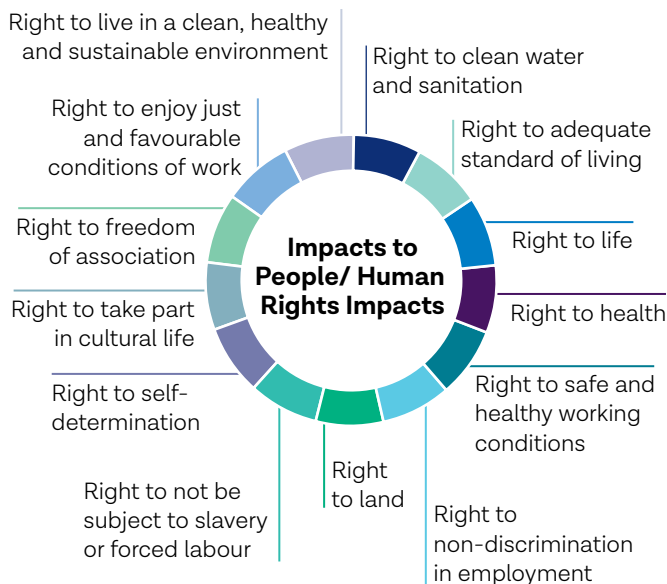 Right to live in a clean, healthy
and sustainable environment
Right to clean water
and sanitation
Right to enjoy just
and favourable
conditions of work
Right to adequate
standard of living
Right to freedom
of association
Impacts to
People/ Human
Rights Impacts
Right to life
Right to take part
in cultural life
Right to health
Right to self-
determination
Right to safe and
healthy working
conditions
Right to not be
subject to slavery
or forced labour
Right
to land
Right to
non-discrimination
in employment